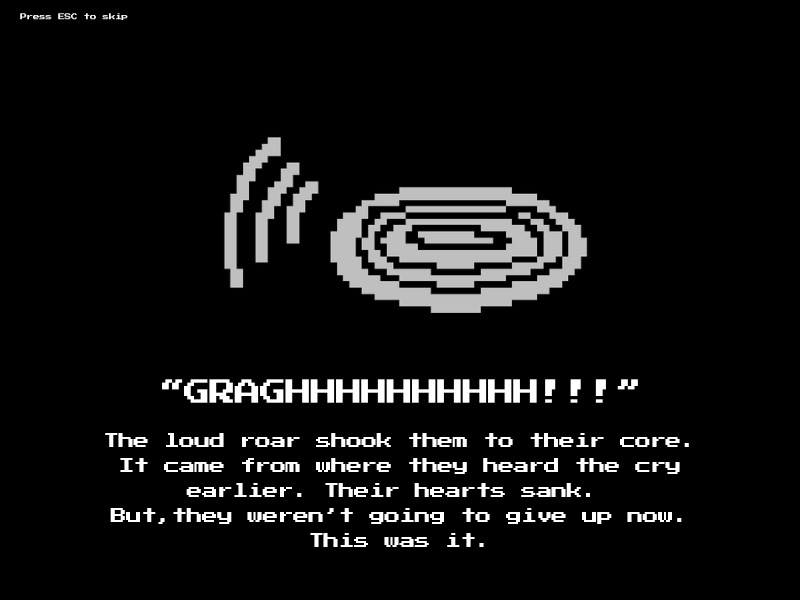 Press ESC to skip
“GRAGHHHHHHHHHHH!!!”
The loud roar shook them to their core.
It came from where they heard the cry
earlier. Their hearts sank.
But,they weren’t going to give up now.
This was it.